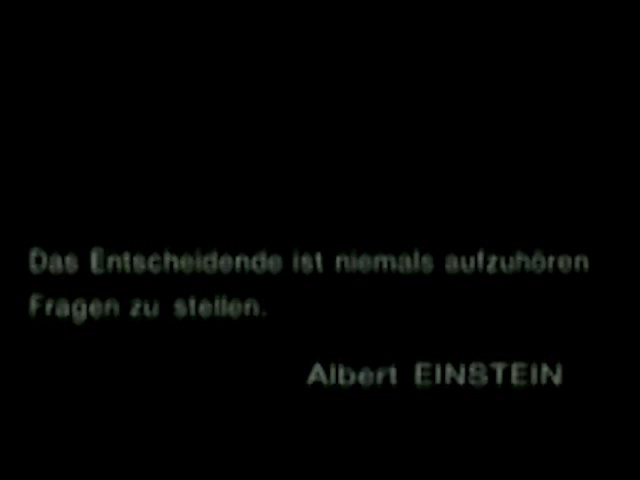 Das Entscheidende ist niemals aufzuhören
Fragen zu stellen.
Albert EINSTEIN